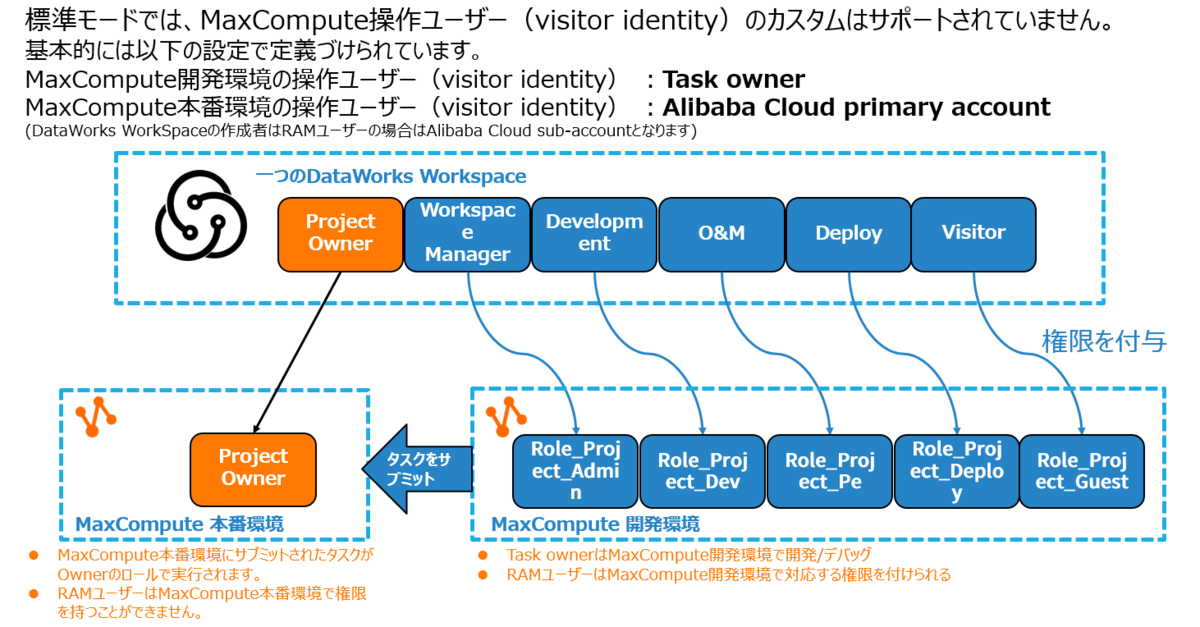 標準モードでは、MaxCompute操作ユーザー（visitor identity）のカスタムはサポートされていません。
基本的には以下の設定で定義づけられています。
MaxCompute開発環境の操作ユーザー（visitor identity） ：Task owner
MaxCompute本番環境の操作ユーザー（visitor identity） ：Alibaba Cloud primary account
(DataWorks WorkSpaceの作成者はRAMユーザーの場合はAlibaba Cloud sub-accountとなります)
一つのDataWorks Workspace
Project
Owner
Workspac
e
Manager
Developm
ent
O&M
Deploy
Visitor
権限を付与
Project
Owner
MaxCompute 本番環境
タスクをサ
ブミット
Role_Proj
ect_Admi
n
Role_Proj
ect_Dev
Role_Proj
ect_Pe
Role_Proj
ect_Deplo
y
Role_Proj
ect_Guest
MaxCompute 開発環境
● MaxCompute本番環境にサブミットされたタスクが
Ownerのロールで実行されます。
● RAMユーザーはMaxCompute本番環境で権限
を持つことができません。
● Task ownerはMaxCompute開発環境で開発/デバッグ
● RAMユーザーはMaxCompute開発環境で対応する権限を付けられる